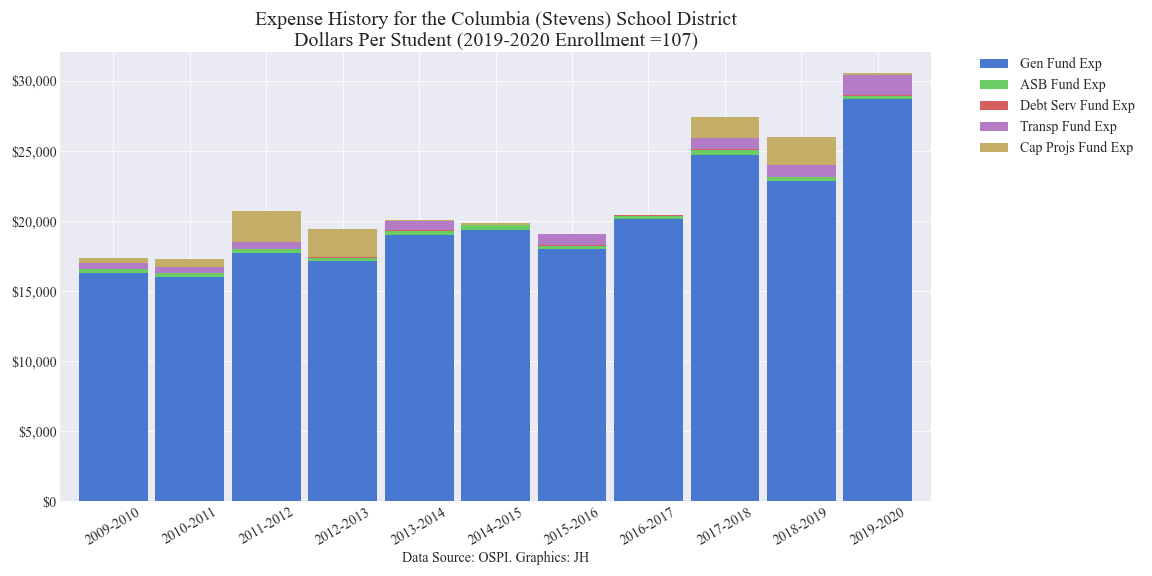 Expense History for the Columbia (Stevens) School District
Dollars Per Student (2019-2020 Enrollment =107)
Gen Fund Exp
ASB Fund Exp
Debt Serv Fund Exp
Transp Fund Exp
Cap Projs Fund Exp
$30,000
$25,000
$20,000
$15,000
$10,000
$5,000
$0
2009-2010
2010-2011
2011-2012
2012-2013
2013-2014
2014-2015
2015-2016
2016-2017
2017-2018
2018-2019
2019-2020
Data Source: OSPI. Graphics: JH